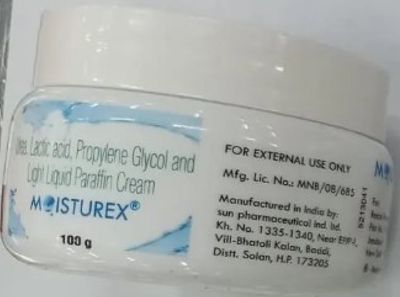 Urea, Lactic acid, Propylene Glycol and
Light Liquid Paraffin Cream
MOISTUREX®
100 g
FOR EXTERNAL USE ONLY
Mfg. Lic. No.: MNB/08/685
Manufactured in India by:
sun pharmaceutical ind. ltd.
Kh. No. 1335-1340, Near EPIP-I,
Vill-Bhatoli Kalan, Baddi,
Distt. Solan, H.P. 173205
5213041